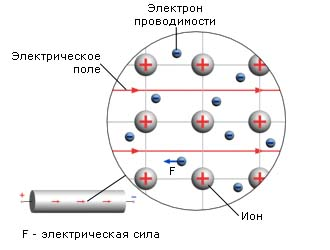 Электрон
проводимости
Электрическое
поле
F
Ион
F - электрическая сила